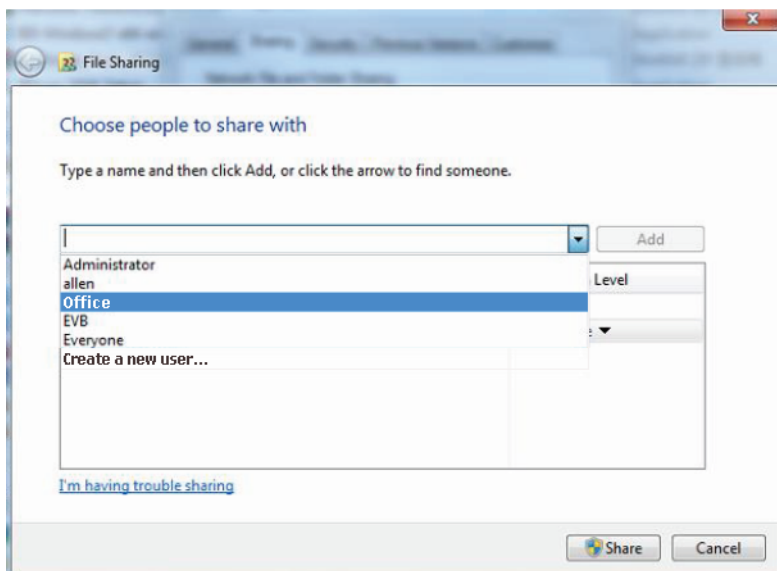 File Sharing
Choose people to share with
Type a name and then click Add, or click the arrow to find someone.
Add
Administrator
allen
Level
Office
EVB
Everyone
Create a new user...
I'm having trouble sharing
Share Cancel